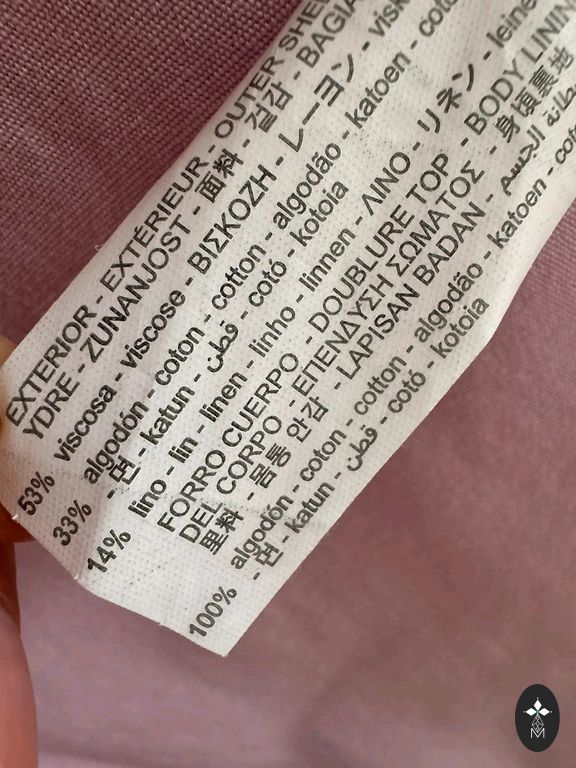 EXTERIOR - EXTÉRIEUR - OUTER SHELL
YDRE - ZUNANJOST - 面料 - 겉감 - BAGIAN
53% viscosa - viscose - ΒΙΣΚΟΖΗ - レーヨン - visk
33% algodón - coton - cotton - algodão - katoen - coto
- 면 - katun - قطن - cotó - kotoia
14% lino - lin - linen - linho - linnen - ΛΙΝΟ - リネン - leine
FORRO CUERPO - DOUBLURE TOP - BODY LINING
DEL CORPO - ΕΠΕΝΔΥΣΗ ΣΩΜΑΤΟΣ - 身頃裏地
里料 - 몸통 안감 - LAPISAN BADAN - بطانة الجسم
100% algodón - coton - cotton - algodão - katoen - coto
- 면 - katun - قطن - cotó - kotoia